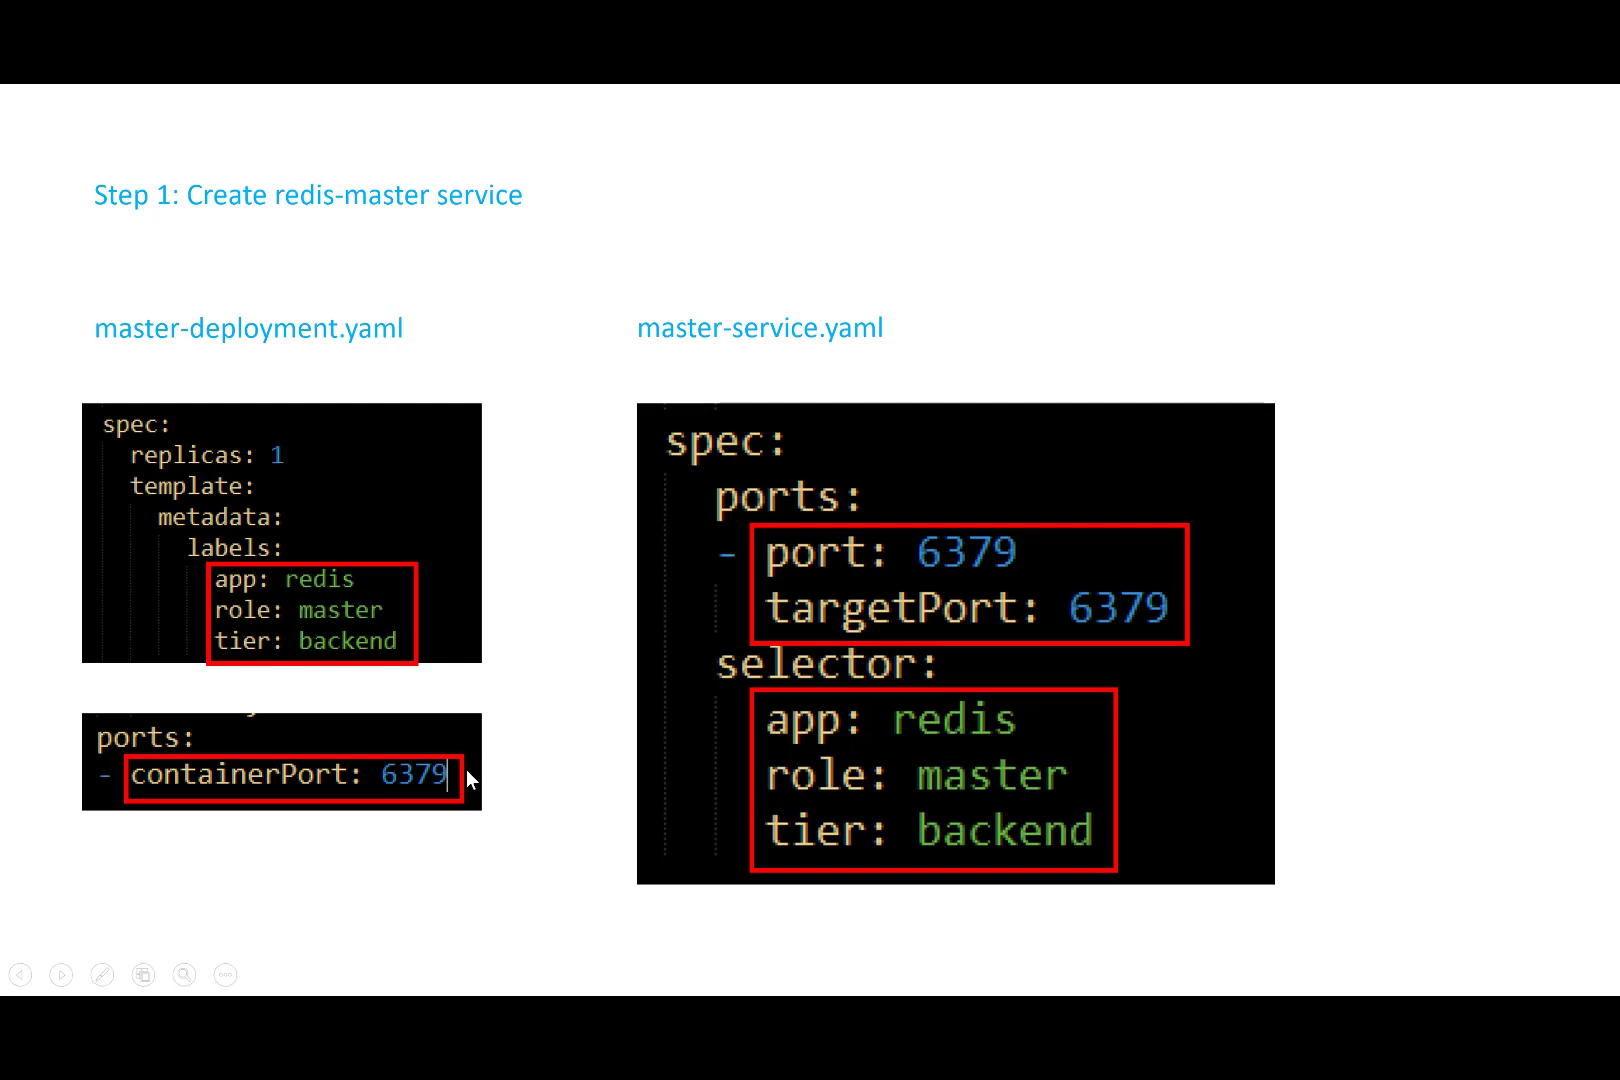 Step 1: Create redis-master service
master-deployment.yaml
spec:
replicas: 1
template:
metadata:
labels:
app: redis
role: master
tier: backend
ports:
- containerPort: 6379
master-service.yaml
spec:
ports:
- port: 6379
targetPort: 6379
selector:
app: redis
role: master
tier: backend